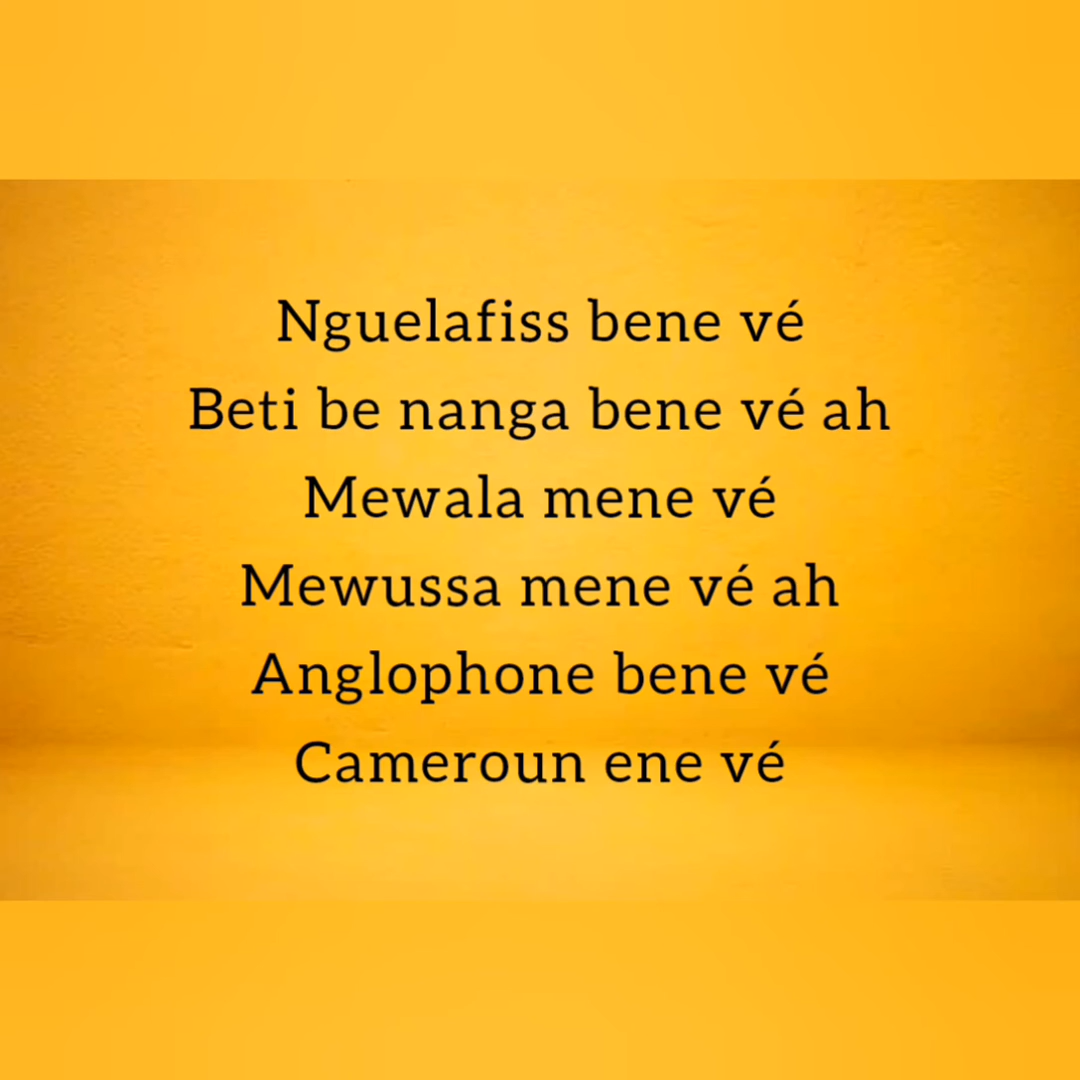 Nguelafiss bene vé
Beti be nanga bene vé ah
Mewala mene vé
Mewussa mene vé ah
Anglophone bene vé
Cameroun ene vé